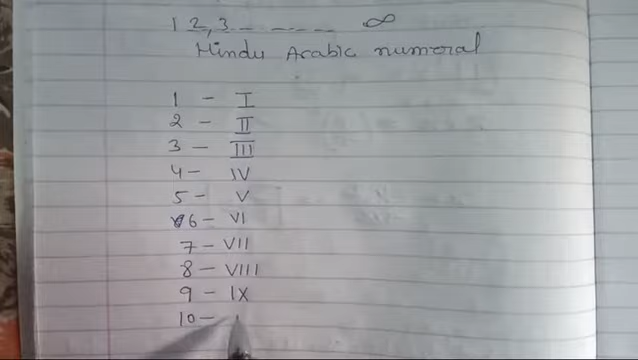 1 2,3 - - - - - ∞
Hindu Arabic numeral
1 - I
2 - II
3 - III
4 - IV
5 - V
6 - VI
7 - VII
8 - VIII
9 - IX
10 -